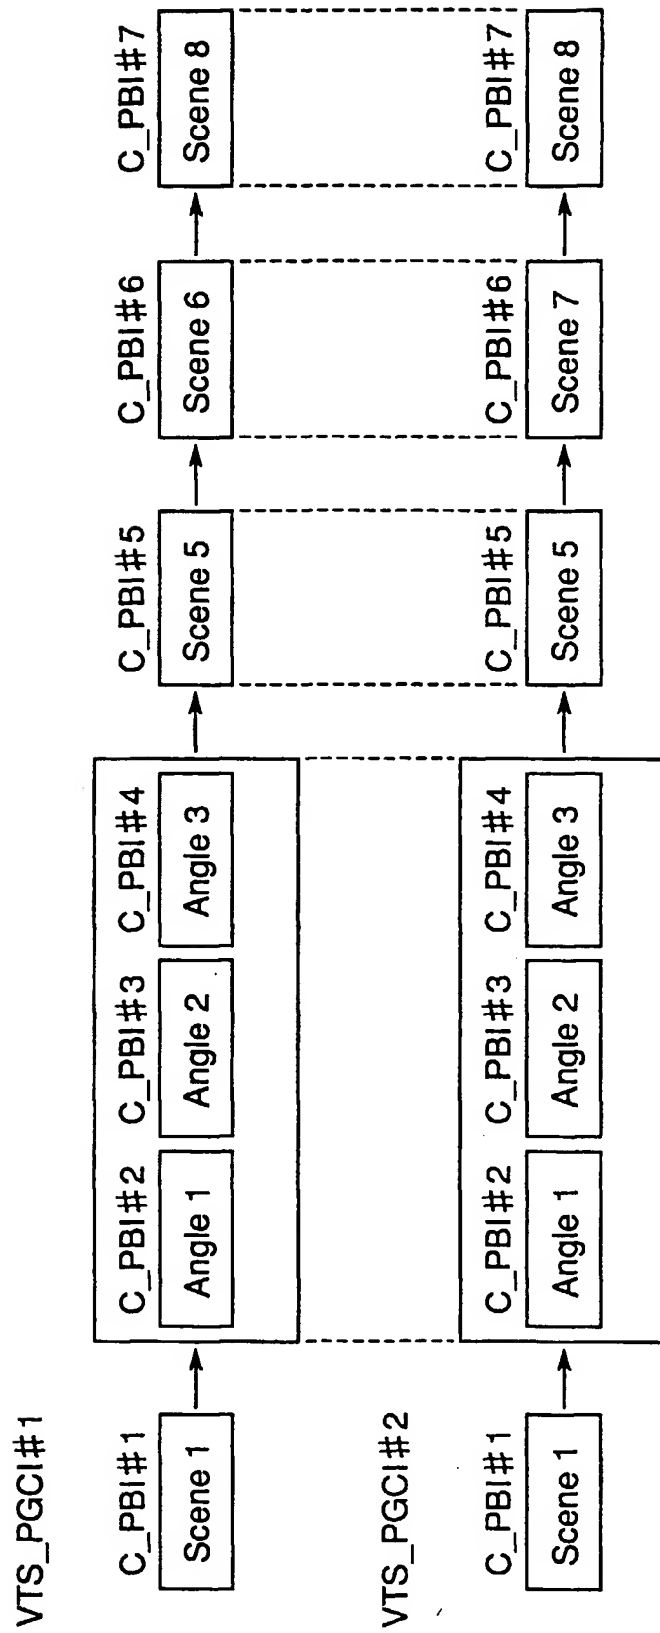 VTS_PGCI#1
C_PBI#1
Scene 1
C_PBI#2
Angle 1
C_PBI#3
Angle 2
C_PBI#4
Angle 3
C_PBI#5
Scene 5
C_PBI#6
Scene 6
C_PBI#7
Scene 8
VTS_PGCI#2
C_PBI#1
Scene 1
C_PBI#2
Angle 1
C_PBI#3
Angle 2
C_PBI#4
Angle 3
C_PBI#5
Scene 5
C_PBI#6
Scene 7
C_PBI#7
Scene 8